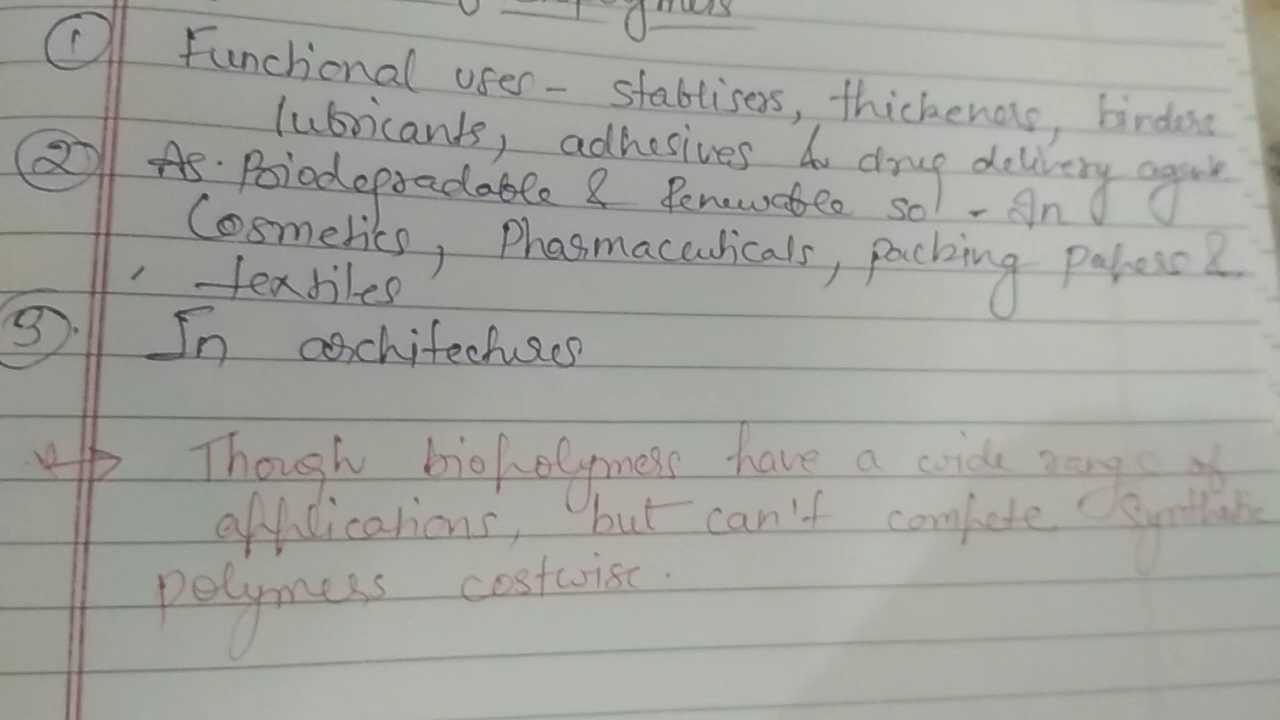 ① Functional uses - stablisers, thickeners, binders
lubricants, adhesives & drug delivery agents
② As Biodegradable & Renewable so - In
Cosmetics, Pharmaceuticals, packing papers &
textiles
③ In architectures
Though biopolymers have a wide range of
applications, but can't compete synthetic
polymers costwise.